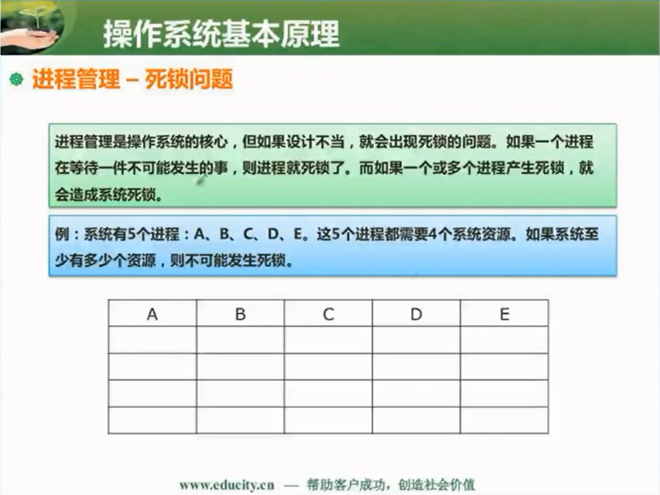 操作系统基本原理
进程管理 – 死锁问题
进程管理是操作系统的核心，但如果设计不当，就会出现死锁的问题。如果一个进程
在等待一件不可能发生的事，则进程就死锁了。而如果一个或多个进程产生死锁，就
会造成系统死锁。
例：系统有5个进程：A、B、C、D、E。这5个进程都需要4个系统资源。如果系统至
少有多少个资源，则不可能发生死锁。
A B C D E
www.educity.cn — 帮助客户成功，创造社会价值